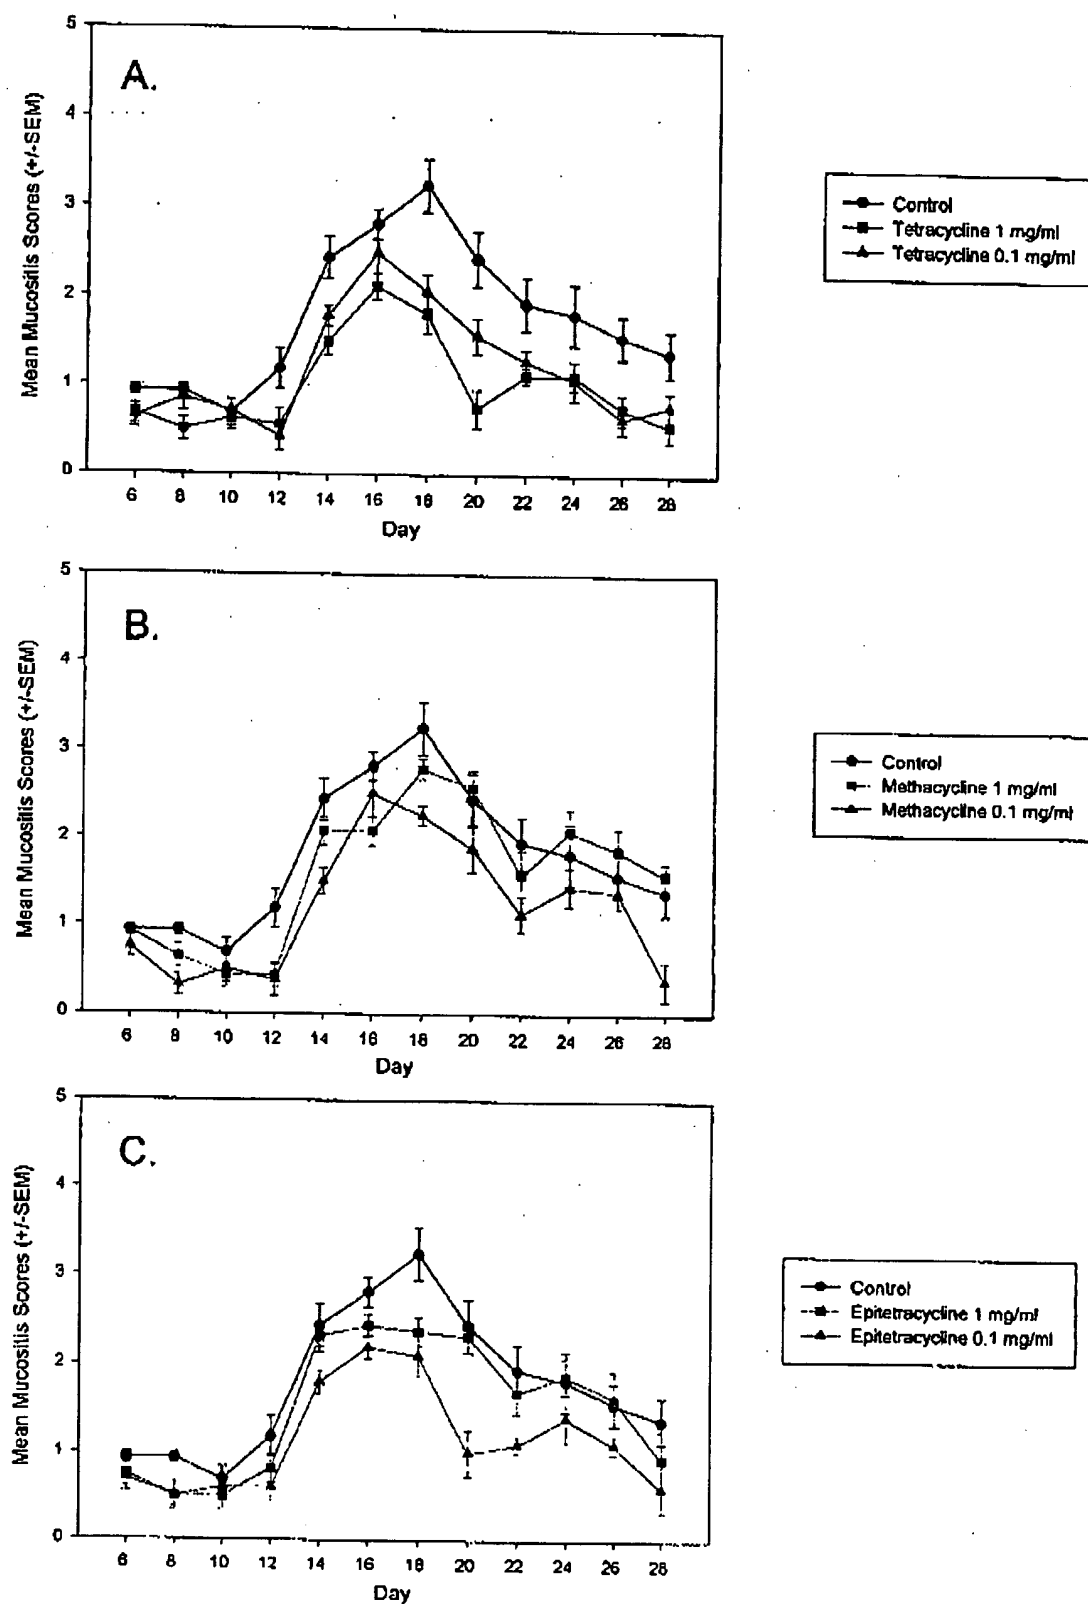 A.
Mean Mucositis Scores (+/-SEM)
5
4
3
2
1
0
6 8 10 12 14 16 18 20 22 24 26 28
Day
Control
Tetracycline 1 mg/ml
Tetracycline 0.1 mg/ml
B.
Mean Mucositis Scores (+/-SEM)
5
4
3
2
1
0
6 8 10 12 14 16 18 20 22 24 26 28
Day
Control
Methacycline 1 mg/ml
Methacycline 0.1 mg/ml
C.
Mean Mucositis Scores (+/-SEM)
5
4
3
2
1
0
6 8 10 12 14 16 18 20 22 24 26 28
Day
Control
Epitetracycline 1 mg/ml
Epitetracycline 0.1 mg/ml